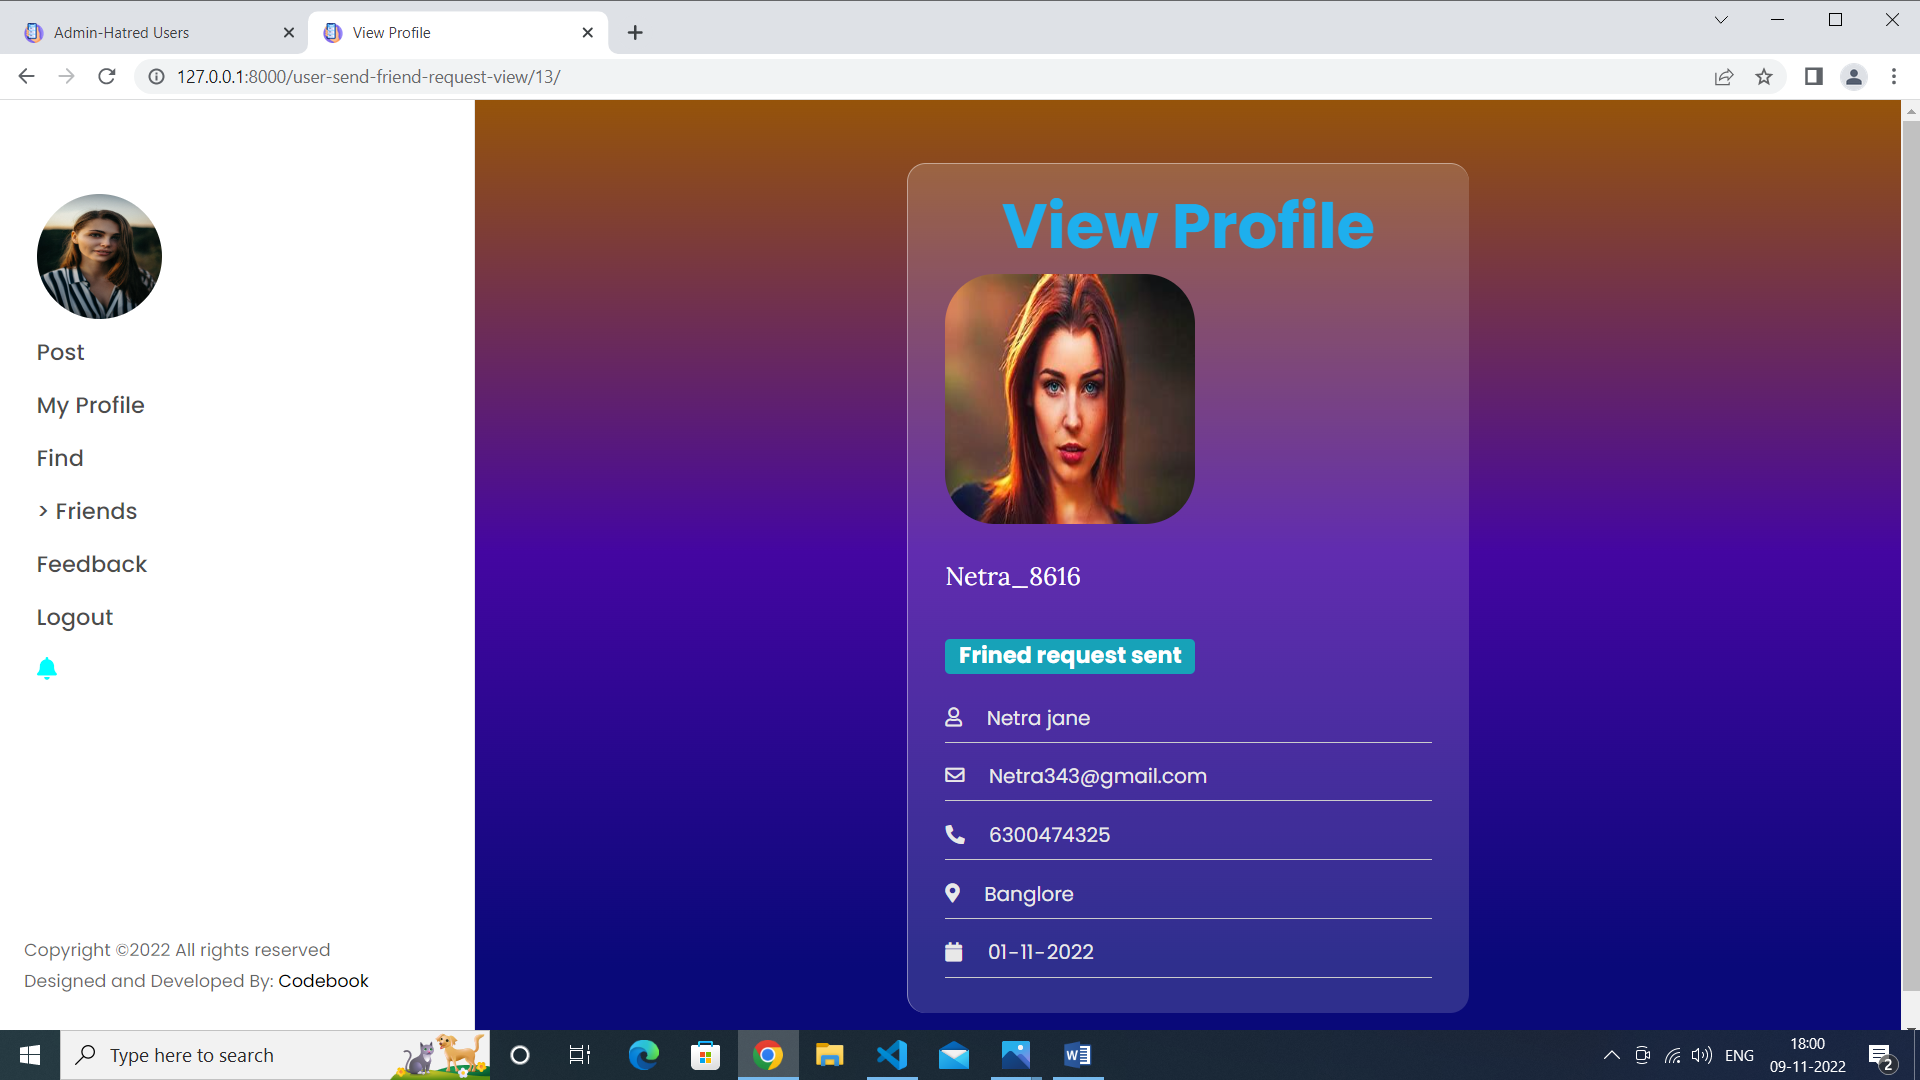 Admin-Hatred Users
View Profile
127.0.0.1:8000/user-send-friend-request-view/13/
Post
My Profile
Find
> Friends
Feedback
Logout
Copyright ©2022 All rights reserved
Designed and Developed By: Codebook
View Profile
Netra_8616
Frined request sent
Netra jane
Netra343@gmail.com
6300474325
Banglore
01-11-2022
Type here to search
ENG
18:00
09-11-2022
2